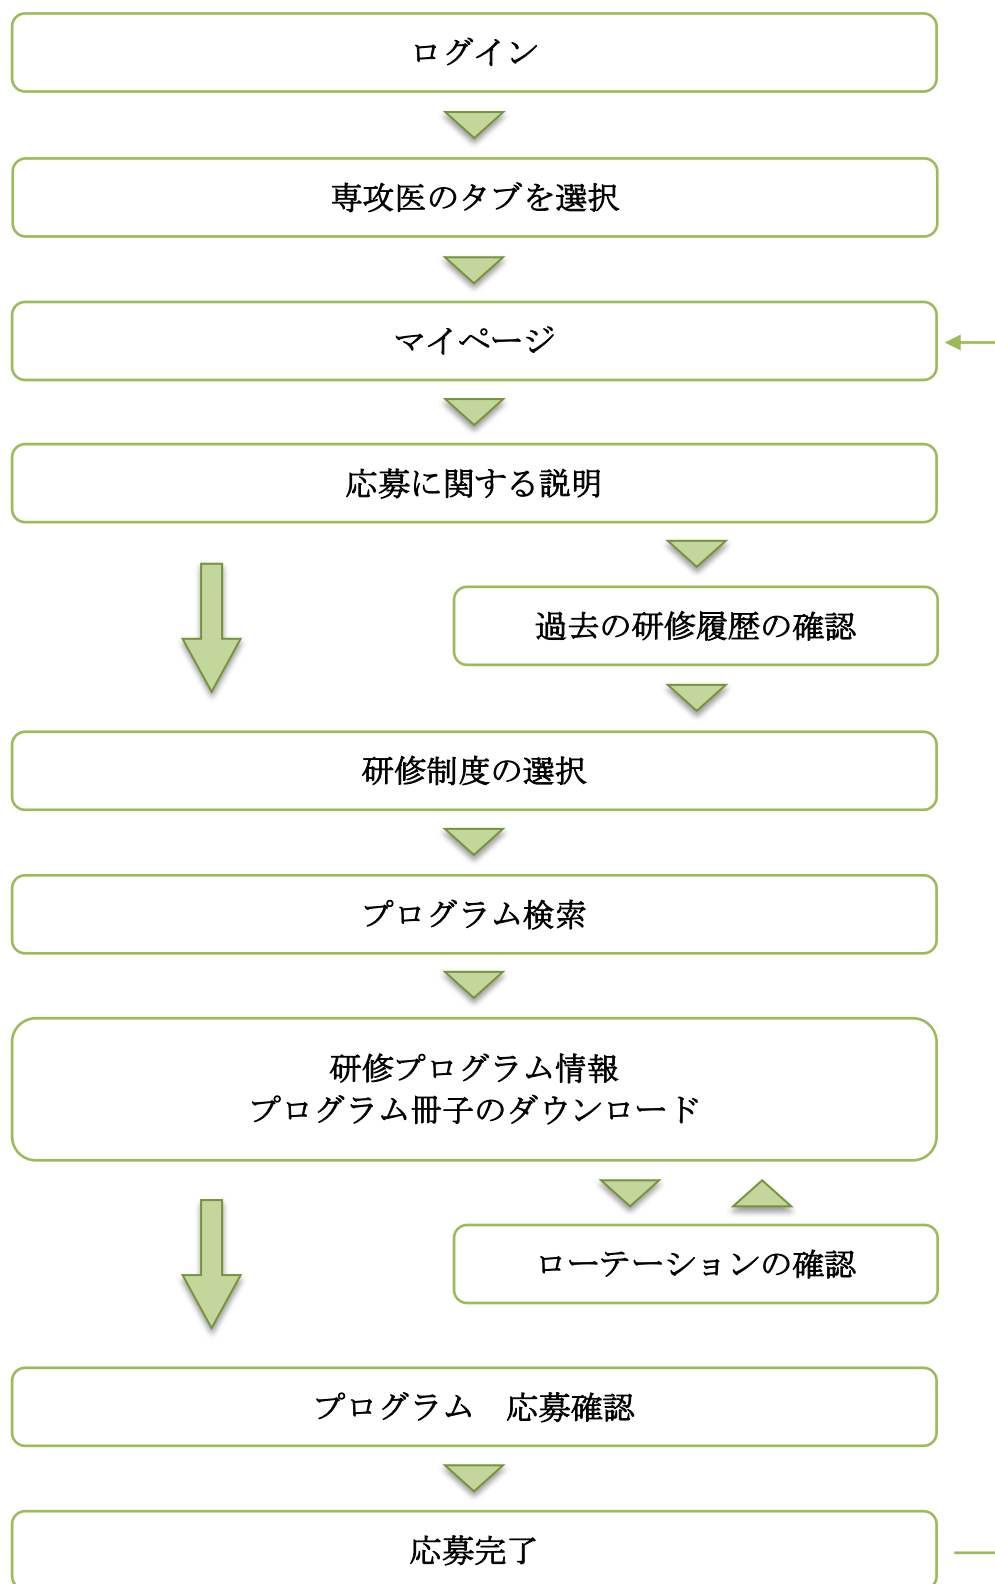 ログイン
専攻医のタブを選択
マイページ
応募に関する説明
過去の研修履歴の確認
研修制度の選択
プログラム検索
研修プログラム情報
プログラム冊子のダウンロード
ローテーションの確認
プログラム　応募確認
応募完了